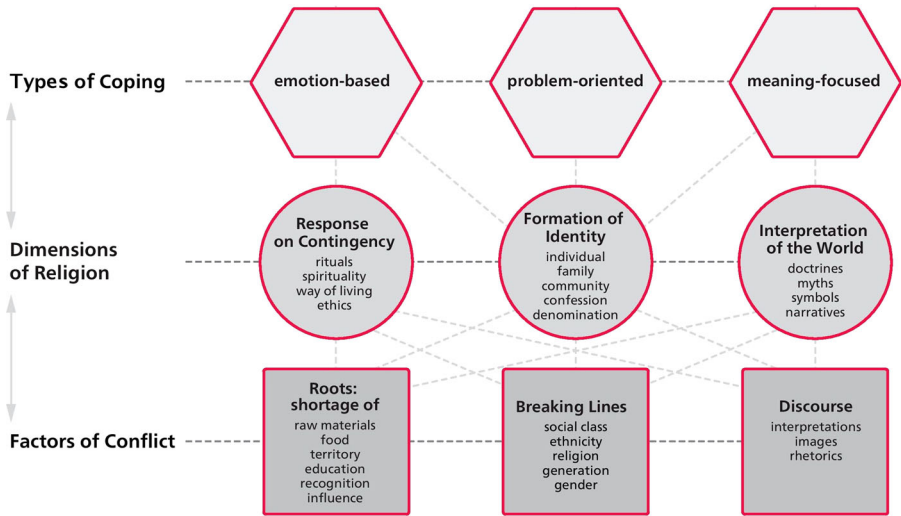 Types of Coping
emotion-based
problem-oriented
meaning-focused
Dimensions
of Religion
Response
on Contingency
rituals
spirituality
way of living
ethics
Formation of
Identity
individual
family
community
confession
denomination
Interpretation
of the World
doctrines
myths
symbols
narratives
Factors of Conflict
Roots:
shortage of
raw materials
food
territory
education
recognition
influence
Breaking Lines
social class
ethnicity
religion
generation
gender
Discourse
interpretations
images
rhetorics